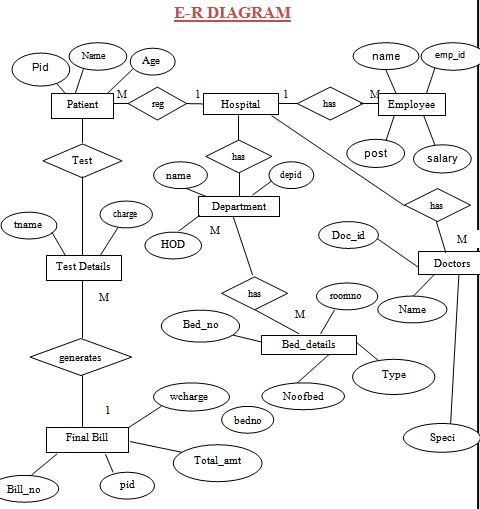 E-R DIAGRAM
Pid
Name
Age
name
emp_id
Patient
M
reg
1
Hospital
1
has
M
Employee
post
salary
Test
has
name
depid
Department
has
tname
charge
HOD
M
Doc_id
M
Test Details
Doctors
M
has
roomno
Name
Bed_no
M
Bed_details
generates
Type
wcharge
Noofbed
1
bedno
Final Bill
Speci
Total_amt
Bill_no
pid